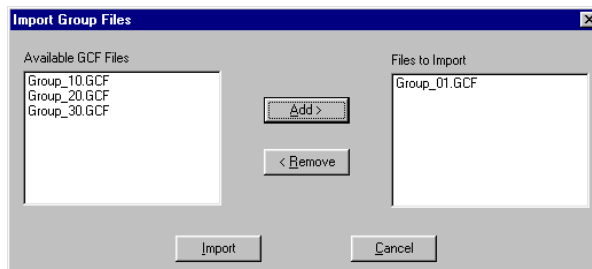 Import Group Files
Available GCF Files
Group_10.GCF
Group_20.GCF
Group_30.GCF
Add >
< Remove
Files to Import
Group_01.GCF
Import
Cancel